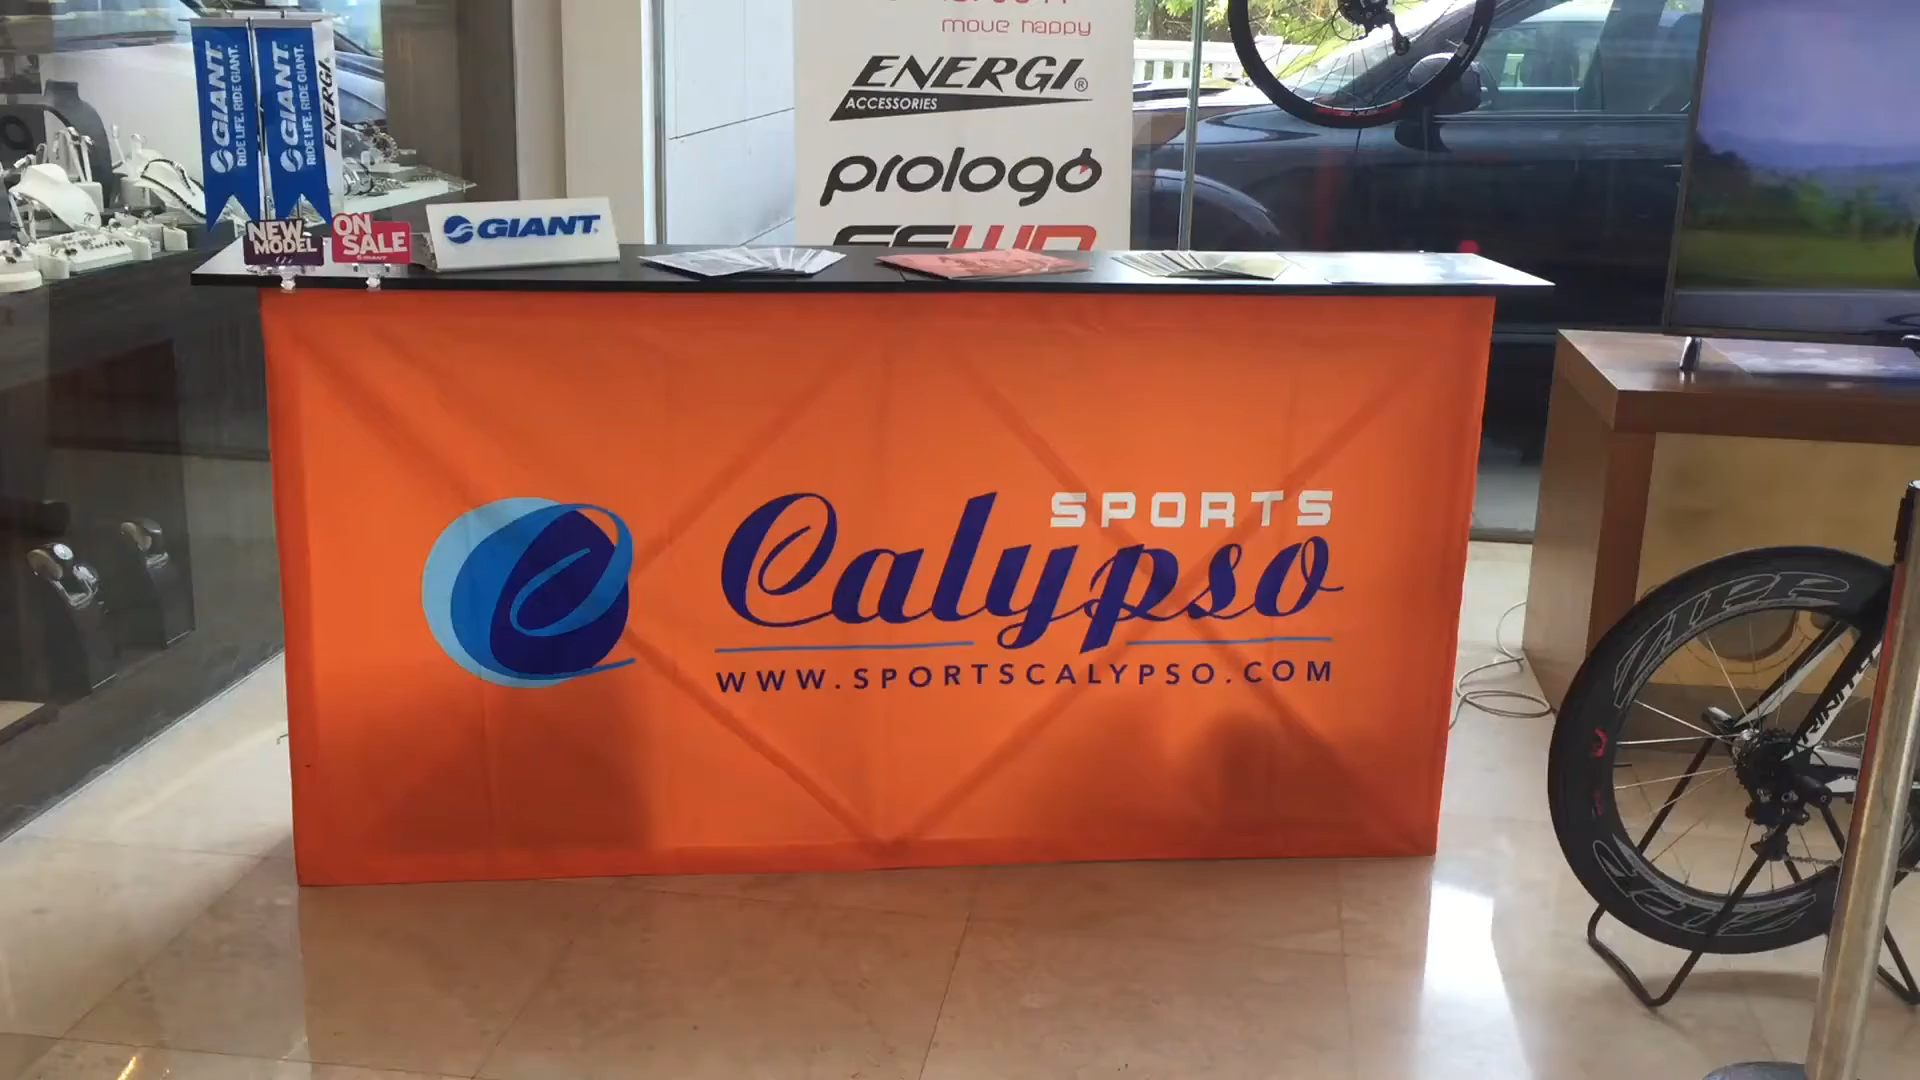 move happy
ENERGI®
ACCESSORIES
prologo
GIANT
RIDE LIFE. RIDE GIANT.
GIANT
RIDE LIFE. RIDE GIANT.
ENERGI
NEW
MODEL
ON
SALE
GIANT
GIANT
SPORTS
Calypso
WWW.SPORTSCALYPSO.COM
ZIPP
ZIPP